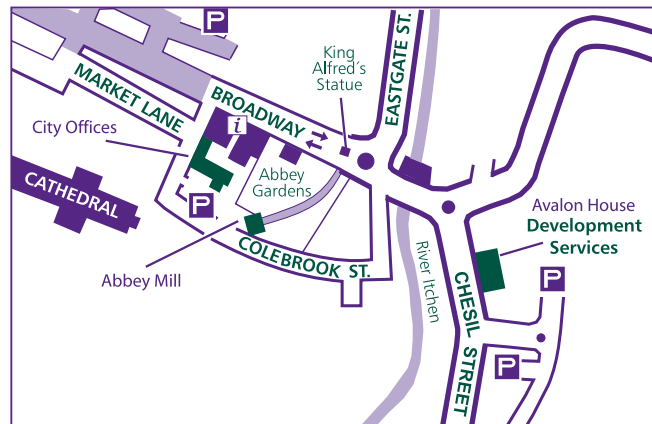 P
King
Alfred's
Statue
EASTGATE ST.
MARKET LANE
BROADWAY
City Offices
i
Abbey
Gardens
CATHEDRAL
P
Avalon House
Development
Services
Abbey Mill
COLEBROOK ST.
River Itchen
CHESIL STREET
P
P